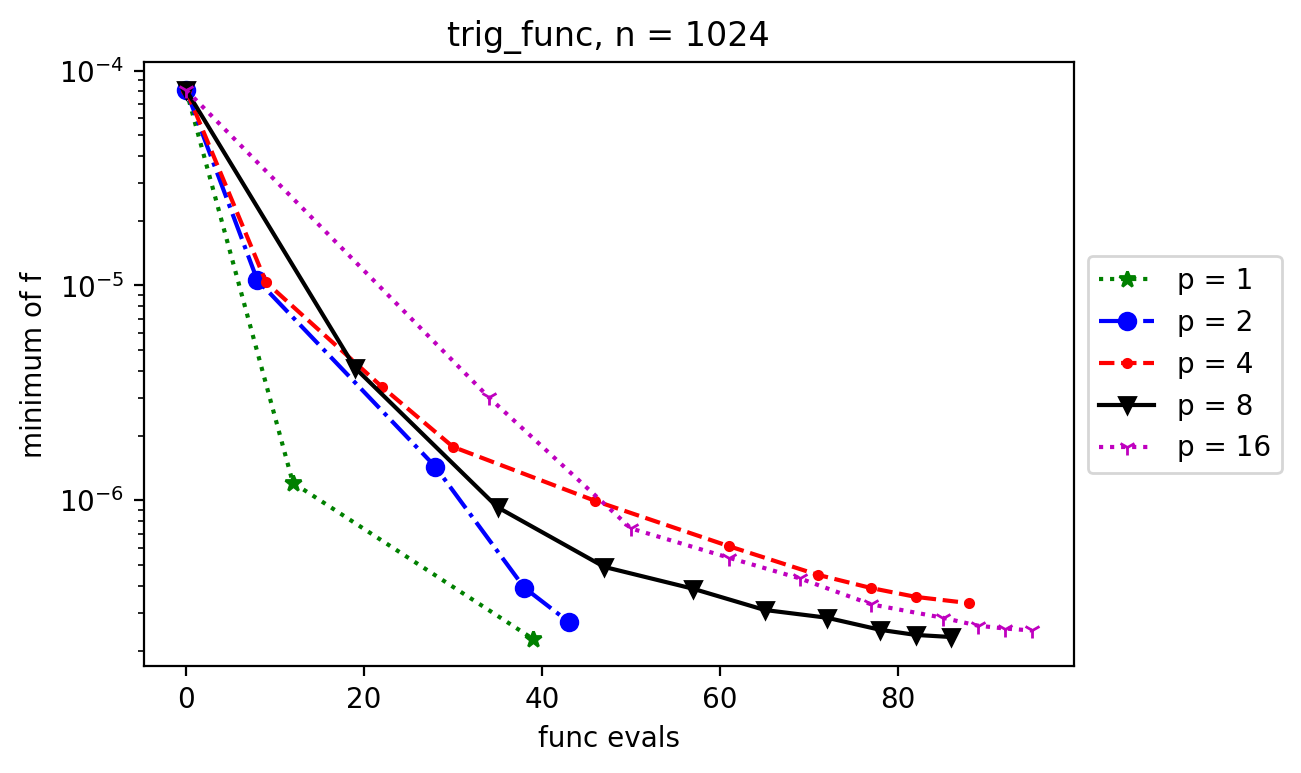 trig_func, n = 1024
10⁻⁴
10⁻⁵
10⁻⁶
minimum of f
0 20 40 60 80
func evals
p = 1
p = 2
p = 4
p = 8
p = 16